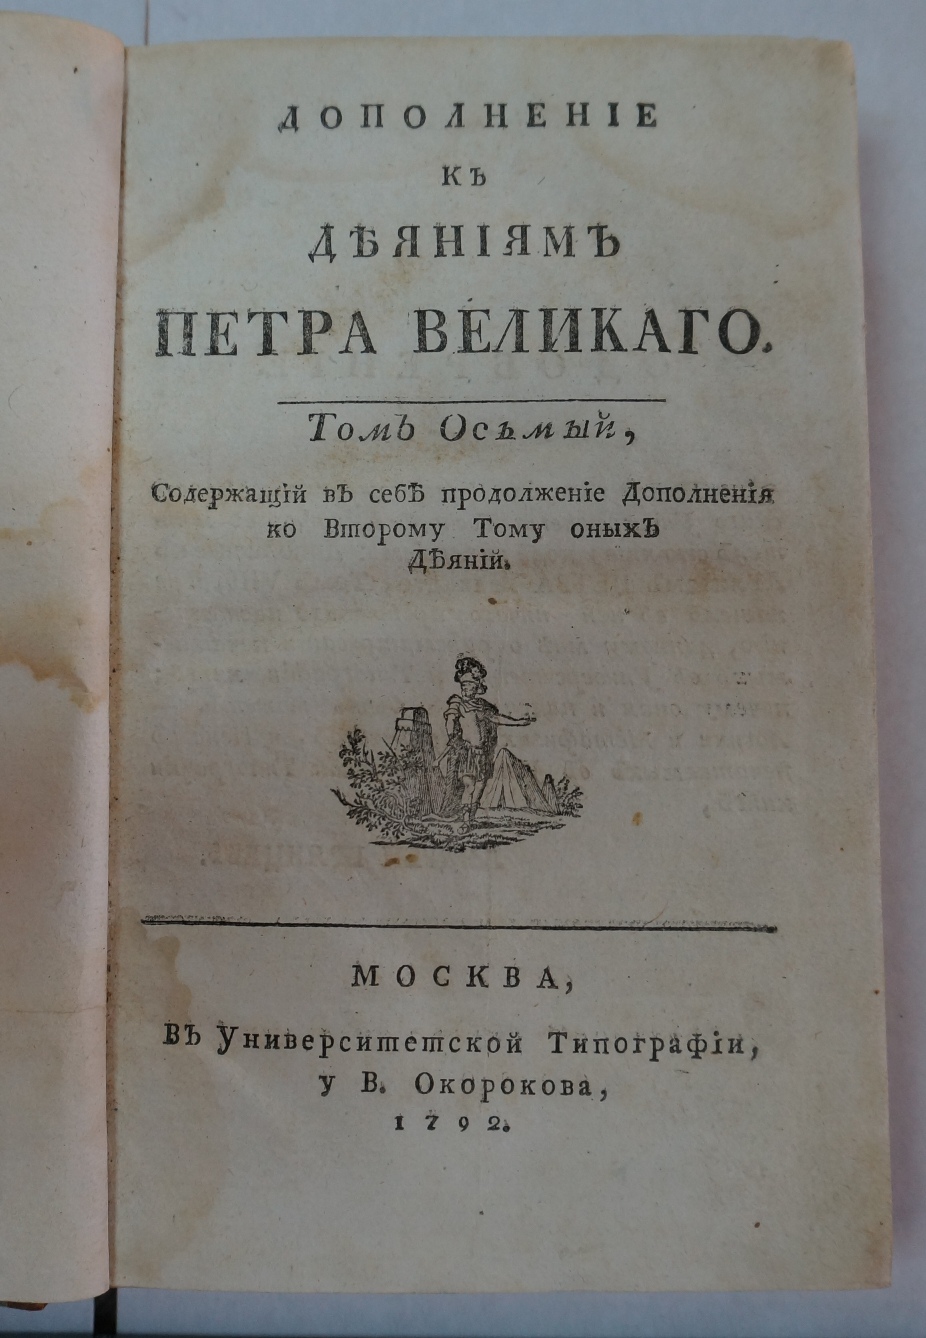 ДОПОЛНЕНІЕ
КЪ
ДѢЯНІЯМЪ
ПЕТРА ВЕЛИКАГО.
Томъ Осьмый,
Содержащій въ себѣ продолженіе Дополненія
ко Второму Тому оныхъ
Дѣяній.
МОСКВА,
Въ Университетской Типографіи,
у В. Окорокова,
1792.